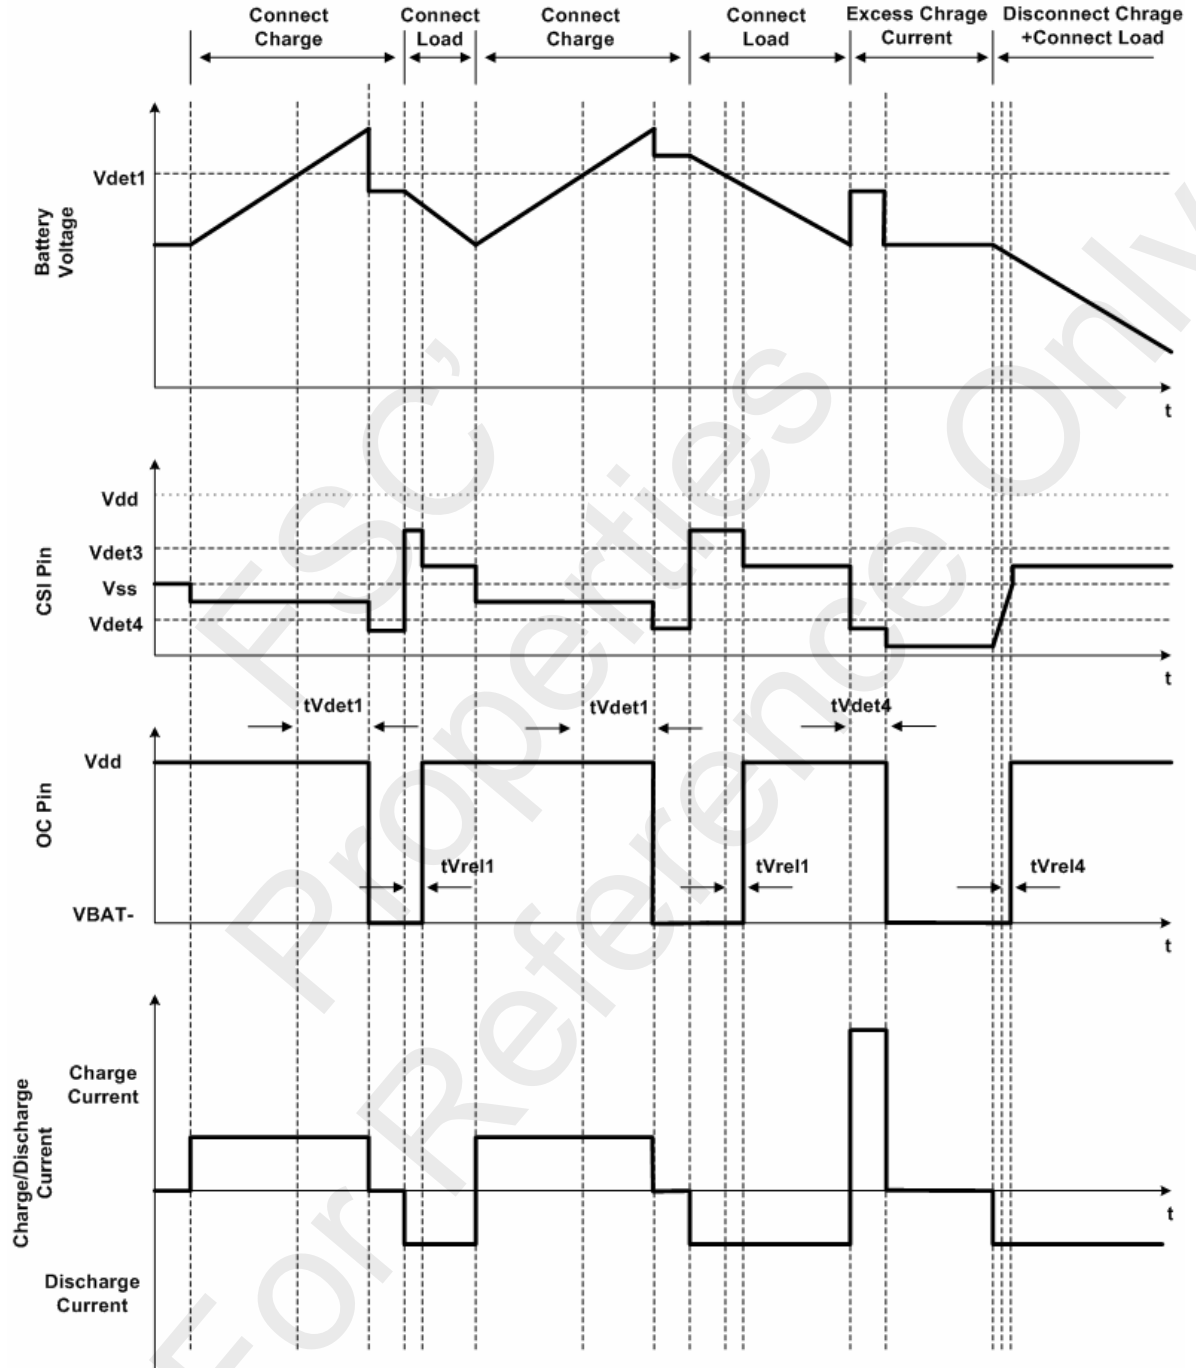 Connect
Charge
Connect
Load
Connect
Charge
Connect
Load
Excess Chrage
Current
Disconnect Chrage
+Connect Load
Vdet1
Battery
Voltage
t
Vdd
Vdet3
Vss
Vdet4
CSI Pin
t
tVdet1
tVdet1
tVdet4
Vdd
OC Pin
tVrel1
tVrel1
tVrel4
VBAT-
t
Charge
Current
Charge/Discharge
Current
t
Discharge
Current
FSC'
Properties
For Reference Only